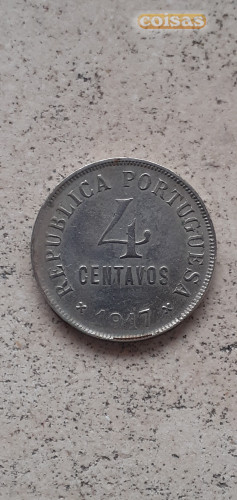 coisas
REPUBLICA PORTUGUESA
4
CENTAVOS
* 1917 *